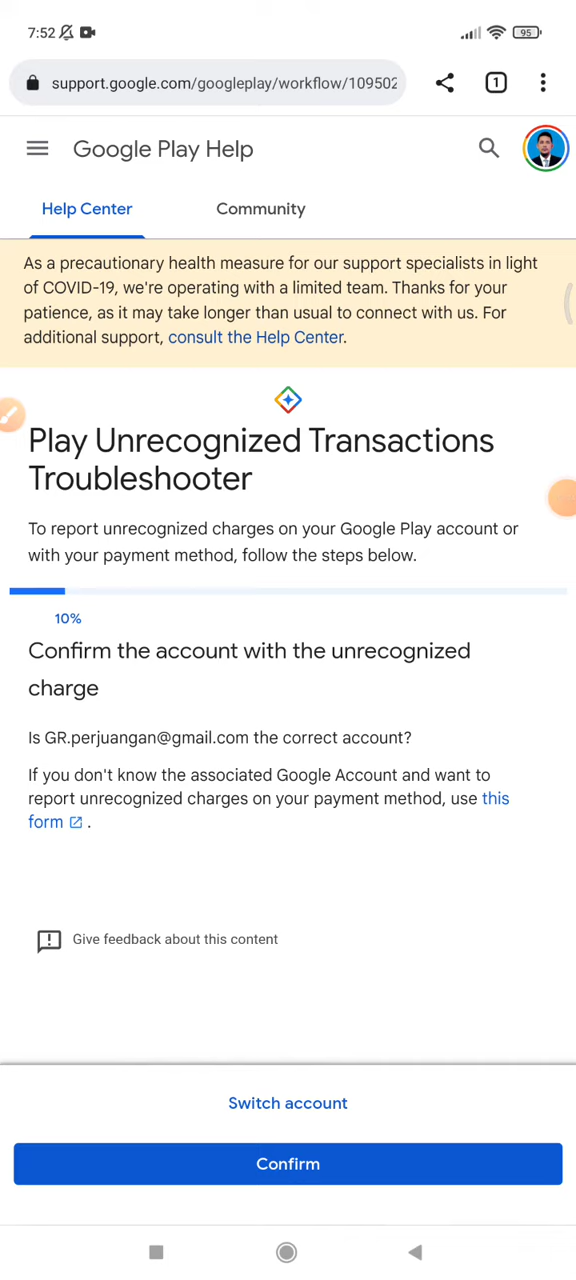 7:52
95
support.google.com/googleplay/workflow/109502
1
Google Play Help
Help Center
Community
As a precautionary health measure for our support specialists in light
of COVID-19, we're operating with a limited team. Thanks for your
patience, as it may take longer than usual to connect with us. For
additional support, consult the Help Center.
Play Unrecognized Transactions
Troubleshooter
To report unrecognized charges on your Google Play account or
with your payment method, follow the steps below.
10%
Confirm the account with the unrecognized
charge
Is GR.perjuangan@gmail.com the correct account?
If you don't know the associated Google Account and want to
report unrecognized charges on your payment method, use this
form .
Give feedback about this content
Switch account
Confirm